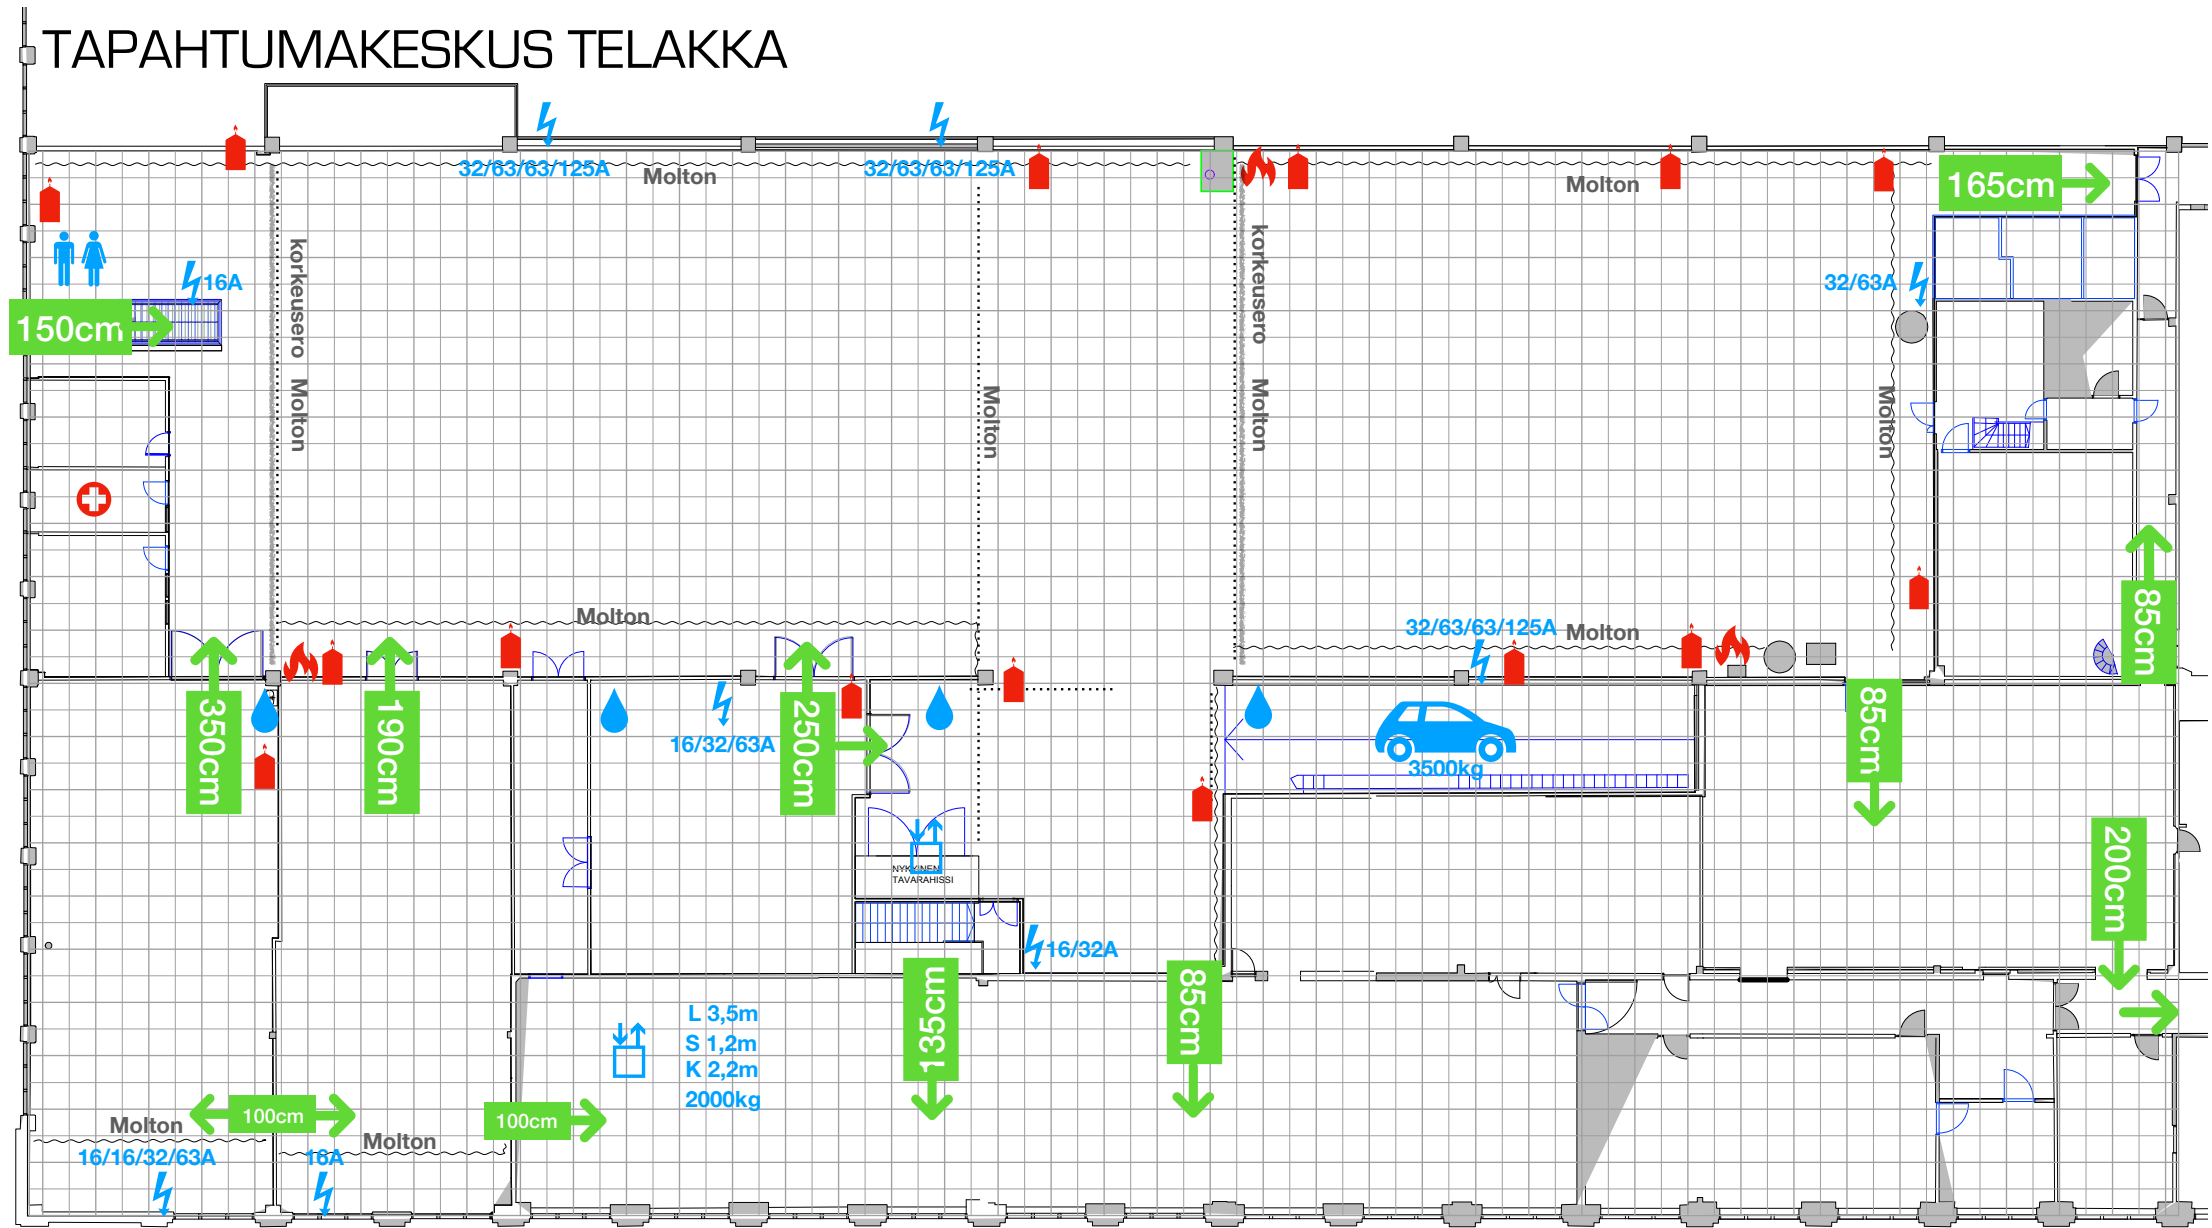 TAPAHTUMAKESKUS TELAKKA
32/63/63/125A
Molton
32/63/63/125A
Molton
165cm
korkeusero
Molton
16A
150cm
Molton
korkeusero
Molton
32/63A
Molton
Molton
32/63/63/125A
Molton
85cm
350cm
190cm
16/32/63A
250cm
3500kg
85cm
200cm
NYKYINEN
TAVARAHISSI
16/32A
135cm
85cm
L 3,5m
S 1,2m
K 2,2m
2000kg
100cm
100cm
Molton
Molton
16/16/32/63A
16A